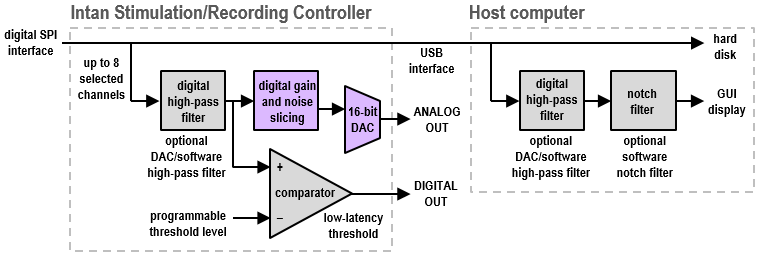 Intan Stimulation/Recording Controller
Host computer
digital SPI
interface
up to 8
selected
channels
USB
interface
hard
disk
digital
high-pass
filter
digital gain
and noise
slicing
16-bit
DAC
ANALOG
OUT
optional
DAC/software
high-pass filter
+
comparator
–
programmable
threshold level
low-latency
threshold
DIGITAL
OUT
digital
high-pass
filter
notch
filter
GUI
display
optional
DAC/software
high-pass filter
optional
software
notch filter